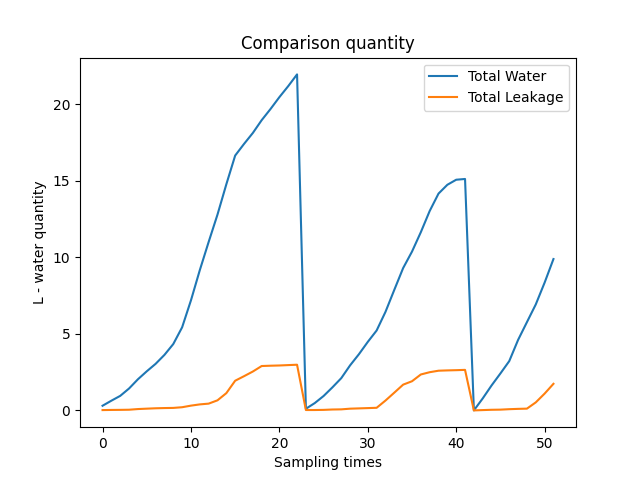 Comparison quantity
Total Water
Total Leakage
L - water quantity
20
15
10
5
0
0
10
20
30
40
50
Sampling times